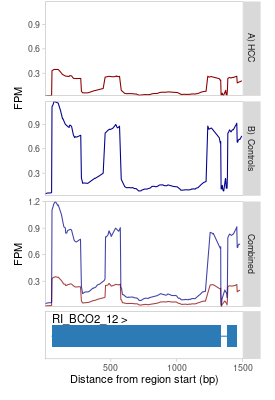 0.9
0.6
0.3
A) HCC
FPM
0.9
0.6
0.3
B) Controls
1.2
0.9
0.6
0.3
FPM
Combined
RI_BCO2_12 >
500
1000
1500
Distance from region start (bp)